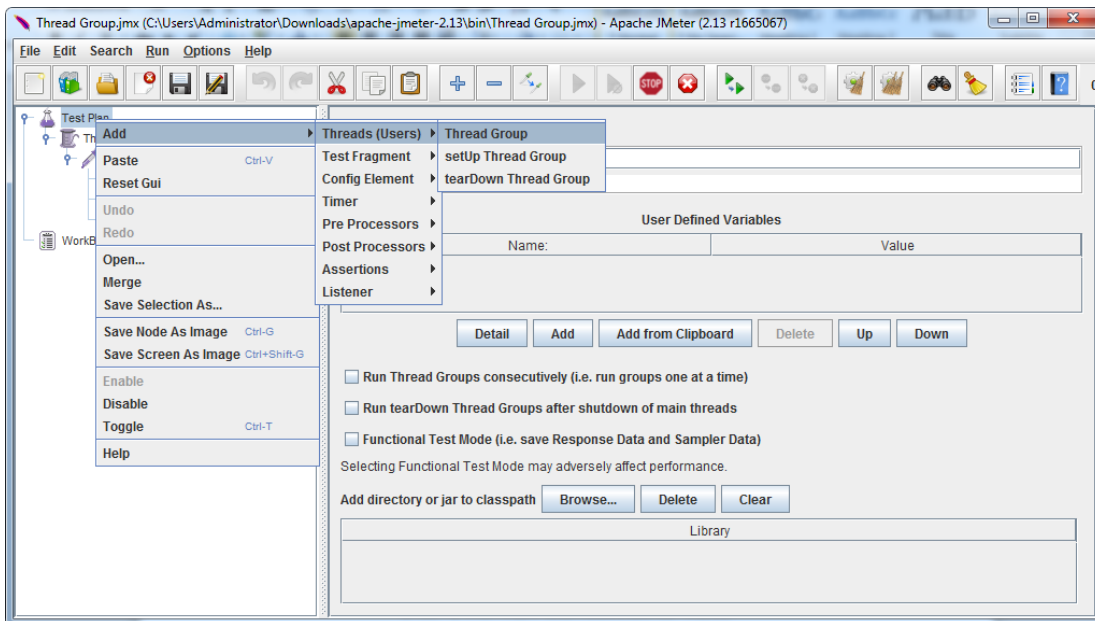 Thread Group.jmx (C:\Users\Administrator\Downloads\apache-jmeter-2.13\bin\Thread Group.jmx) - Apache JMeter (2.13 r1665067)
File Edit Search Run Options Help
STOP
Test Plan
Add
Paste Ctrl-V
Reset Gui
Undo
Redo
Open...
Merge
Save Selection As...
Save Node As Image Ctrl-G
Save Screen As Image Ctrl+Shift-G
Enable
Disable
Toggle Ctrl-T
Help
Threads (Users)
Test Fragment
Config Element
Timer
Pre Processors
Post Processors
Assertions
Listener
Thread Group
setUp Thread Group
tearDown Thread Group
User Defined Variables
Name: Value
Detail Add Add from Clipboard Delete Up Down
Run Thread Groups consecutively (i.e. run groups one at a time)
Run tearDown Thread Groups after shutdown of main threads
Functional Test Mode (i.e. save Response Data and Sampler Data)
Selecting Functional Test Mode may adversely affect performance.
Add directory or jar to classpath Browse... Delete Clear
Library